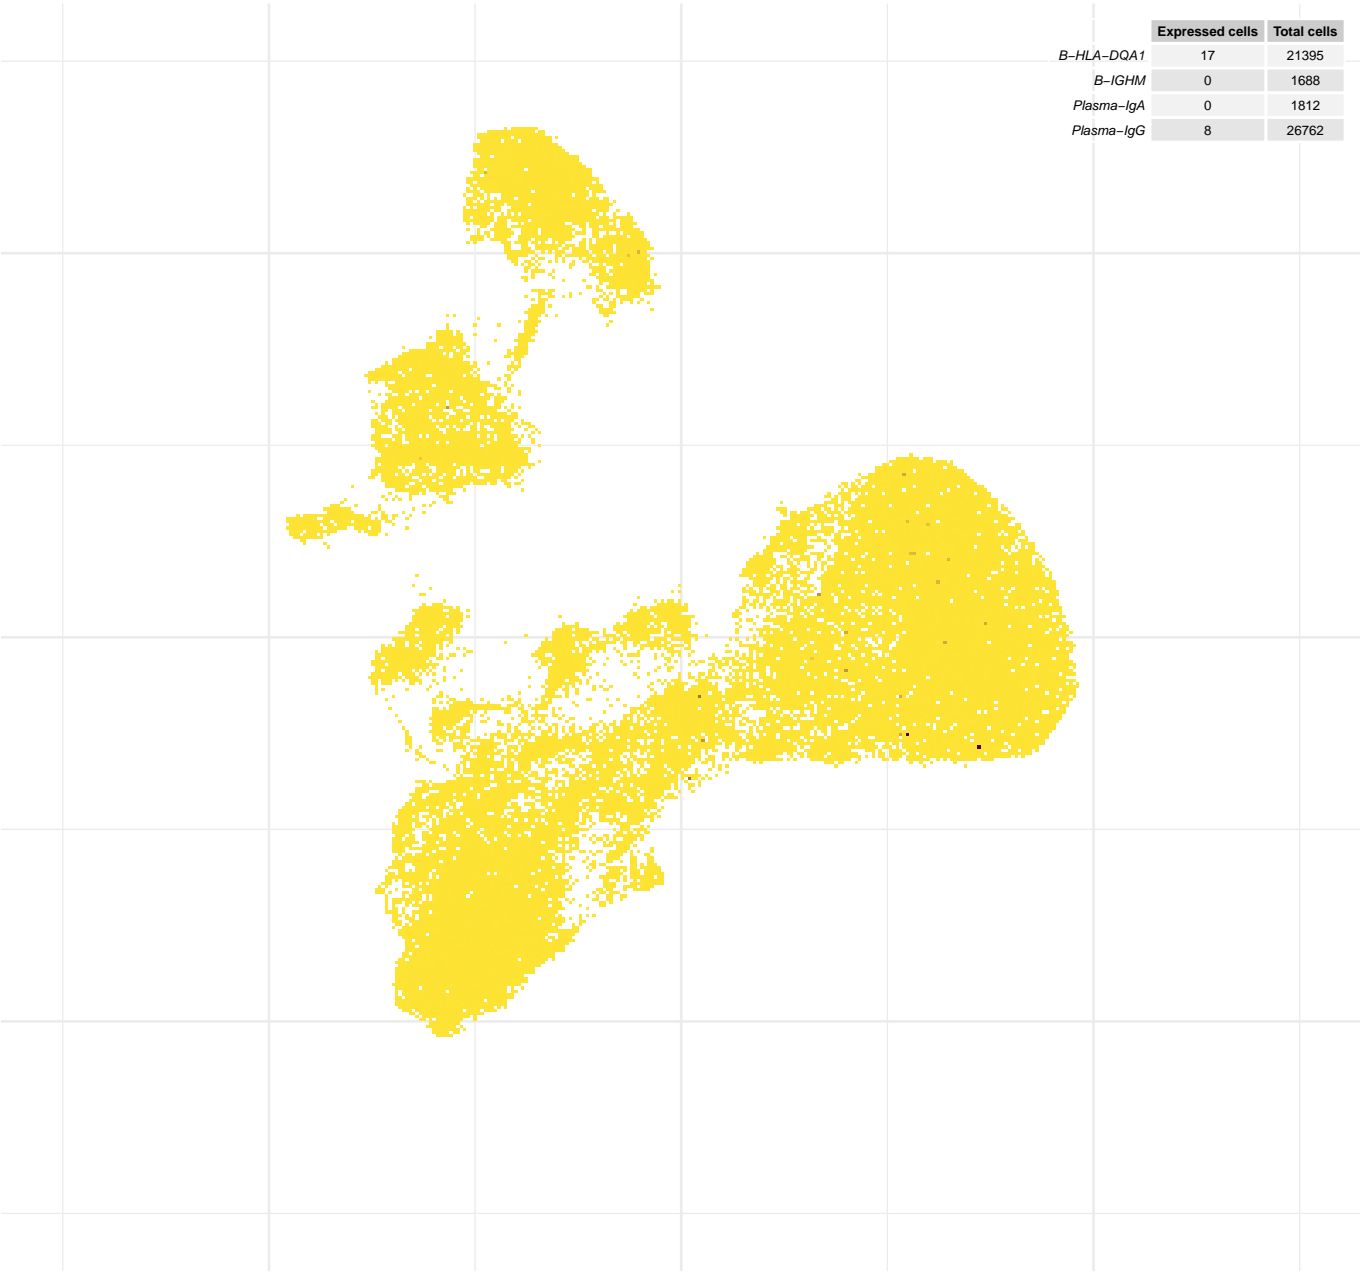 Expressed cells Total cells
B−HLA−DQA1 17 21395
B−IGHM 0 1688
Plasma−IgA 0 1812
Plasma−IgG 8 26762